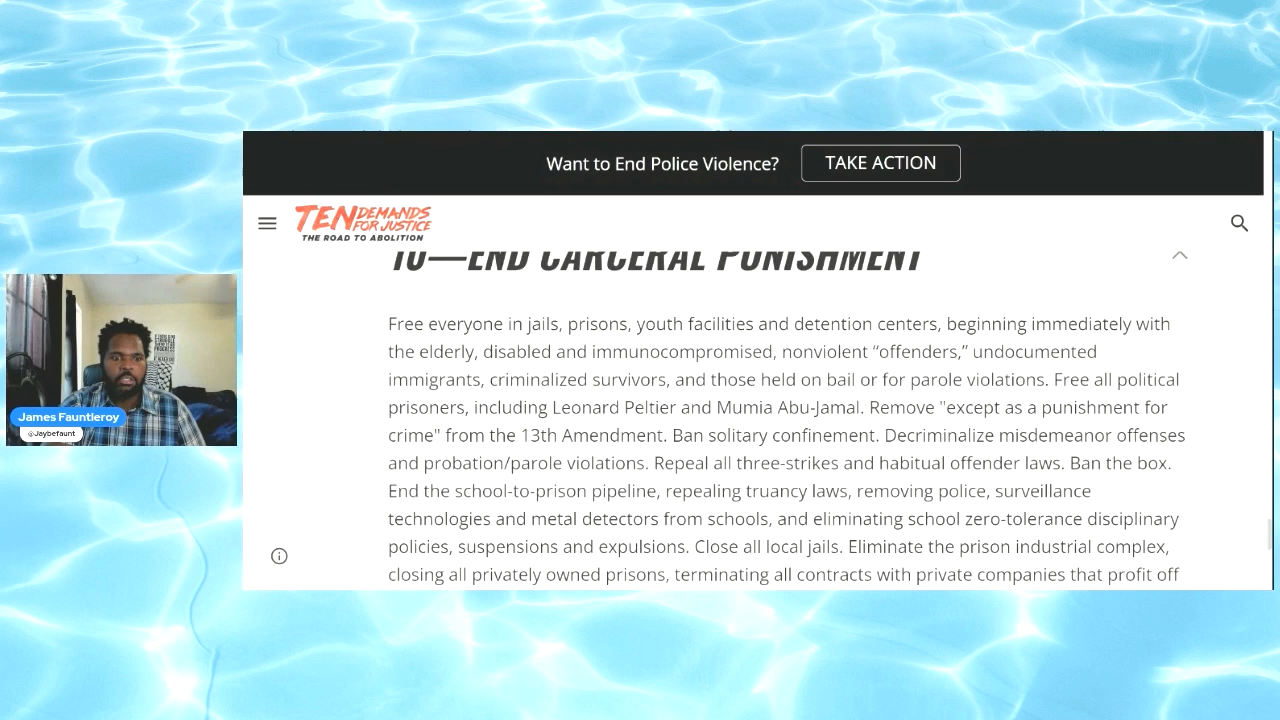 Want to End Police Violence?
TAKE ACTION
TEN DEMANDS
FOR JUSTICE
THE ROAD TO ABOLITION
10—END CARCERAL PUNISHMENT
Free everyone in jails, prisons, youth facilities and detention centers, beginning immediately with
the elderly, disabled and immunocompromised, nonviolent “offenders,” undocumented
immigrants, criminalized survivors, and those held on bail or for parole violations. Free all political
prisoners, including Leonard Peltier and Mumia Abu-Jamal. Remove "except as a punishment for
crime" from the 13th Amendment. Ban solitary confinement. Decriminalize misdemeanor offenses
and probation/parole violations. Repeal all three-strikes and habitual offender laws. Ban the box.
End the school-to-prison pipeline, repealing truancy laws, removing police, surveillance
technologies and metal detectors from schools, and eliminating school zero-tolerance disciplinary
policies, suspensions and expulsions. Close all local jails. Eliminate the prison industrial complex,
closing all privately owned prisons, terminating all contracts with private companies that profit off
James Fauntleroy
@Jaybefaunt